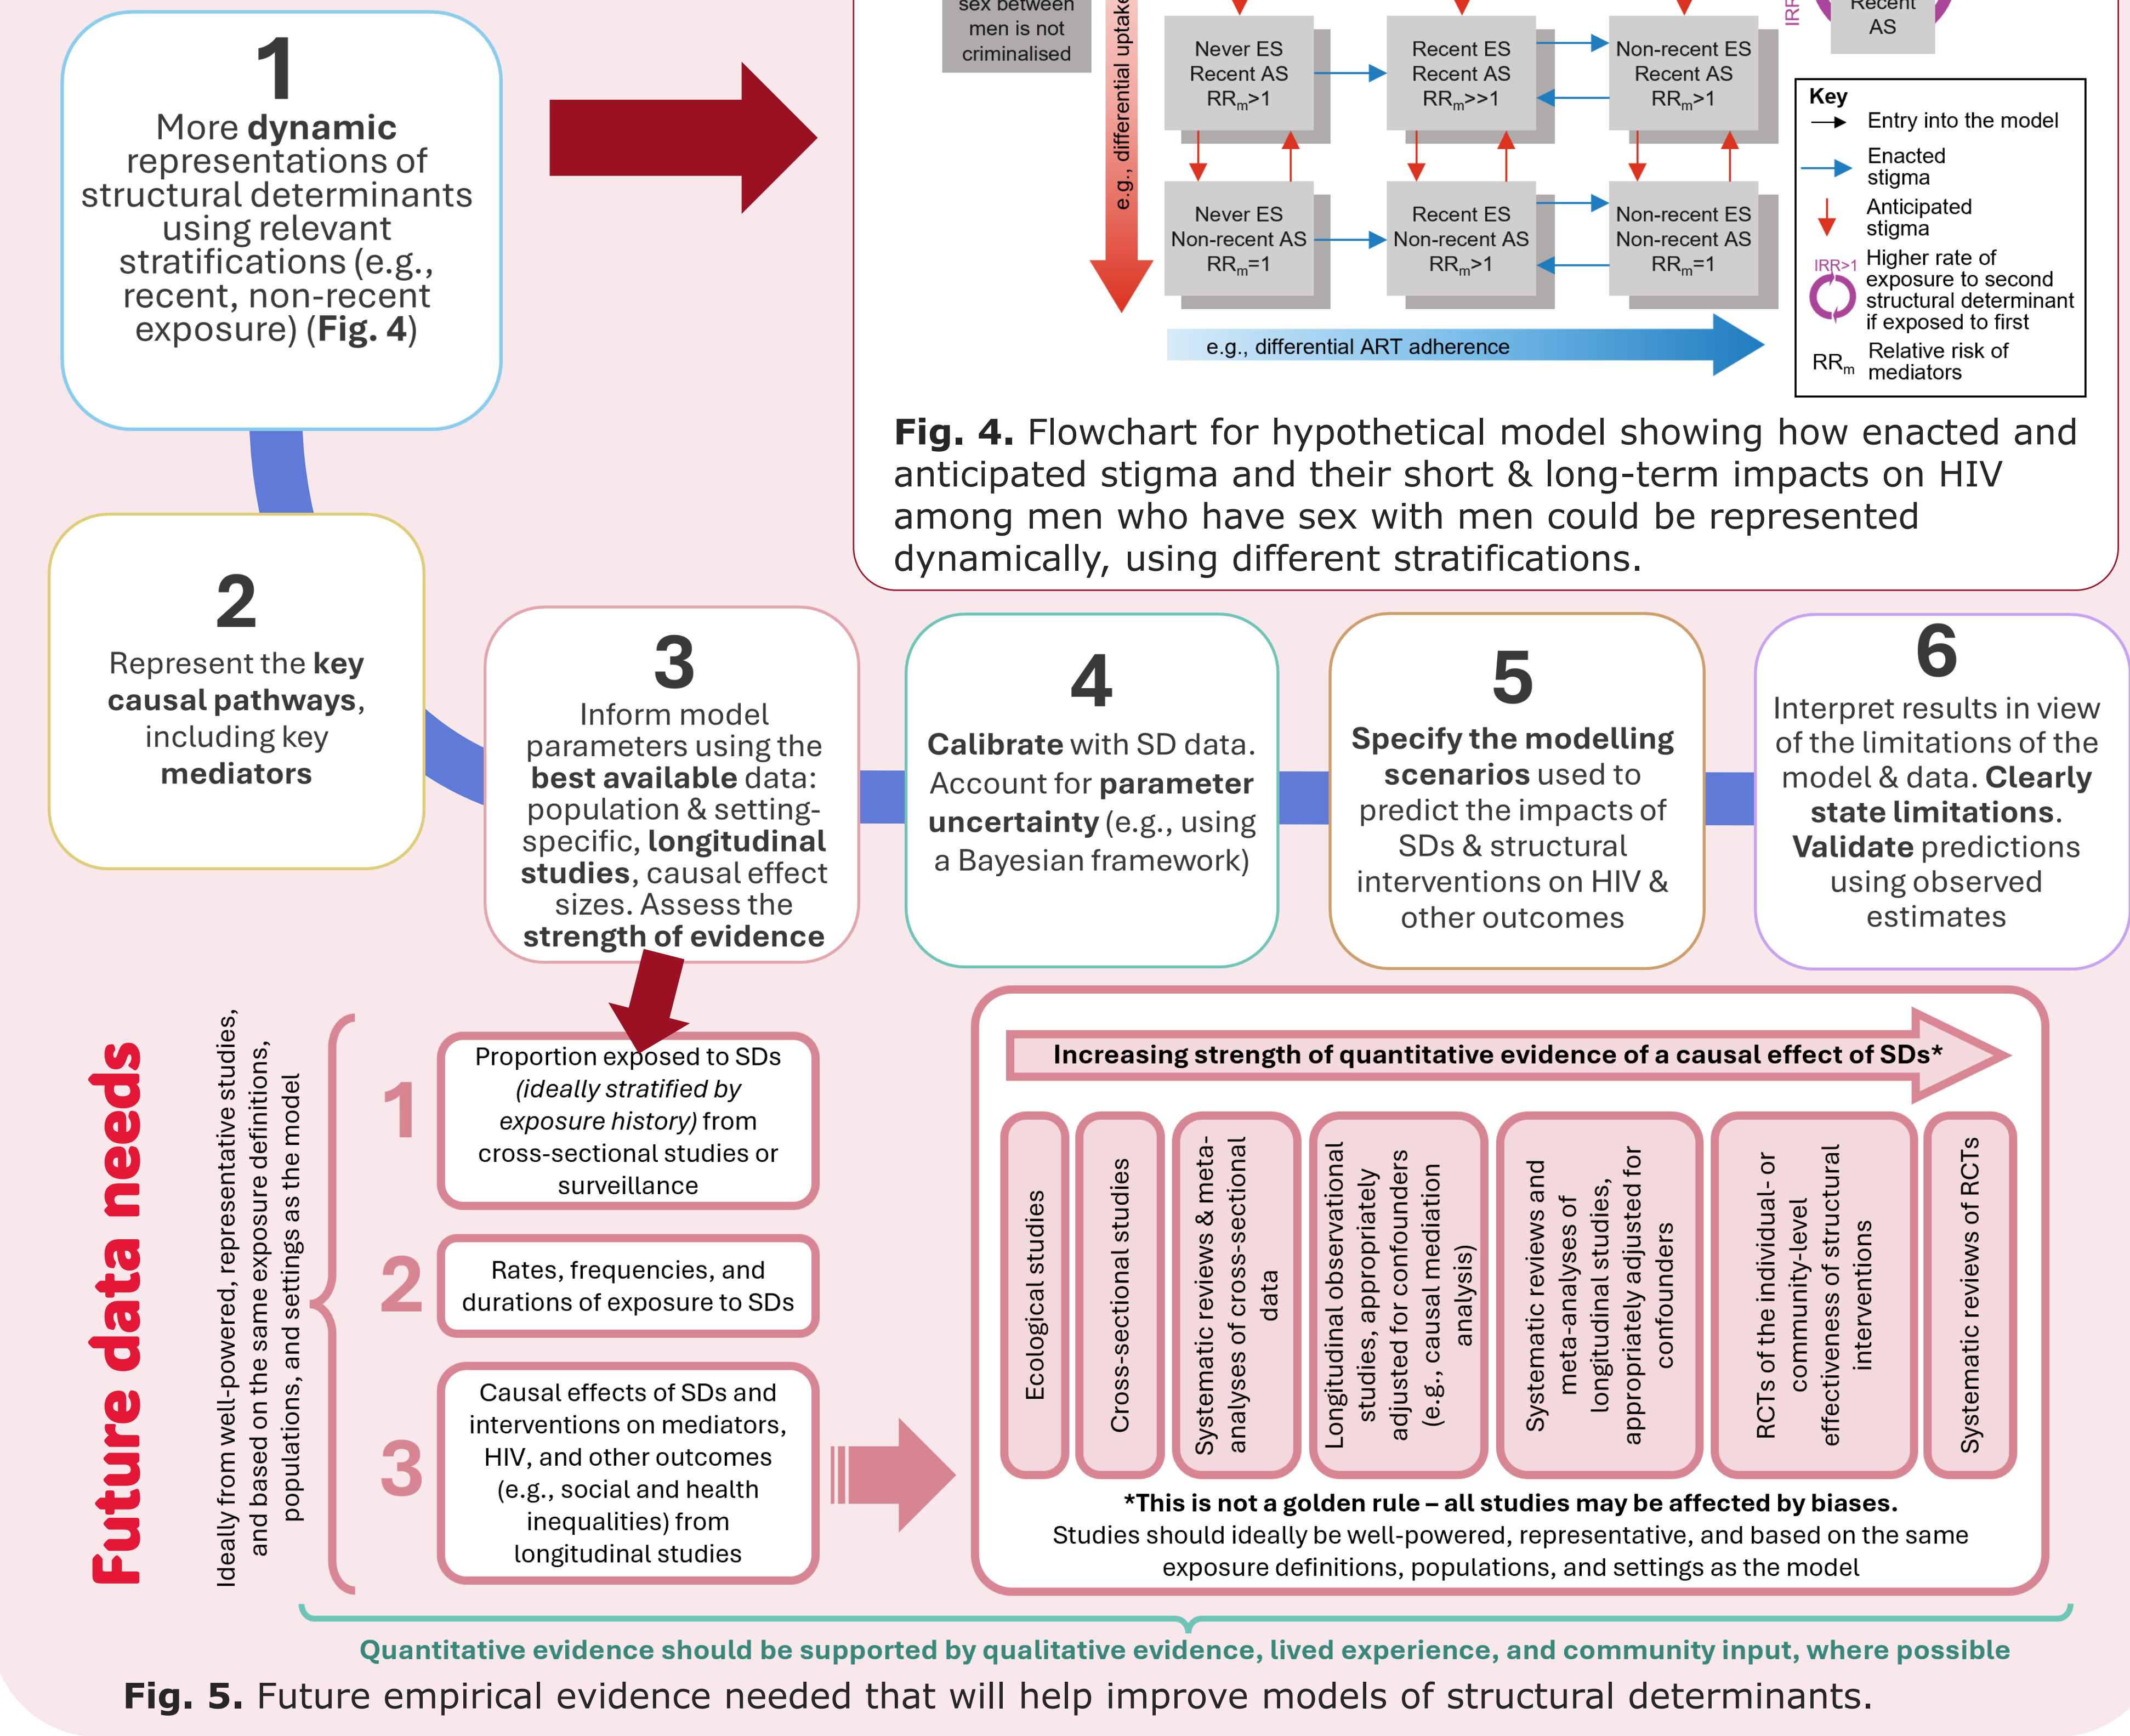 1
More dynamic
representations of
structural determinants
using relevant
stratifications (e.g.,
recent, non-recent
exposure) (Fig. 4)
sex between
men is not
criminalised
e.g., differential uptake
Never ES
Recent AS
RRm>1
Recent ES
Recent AS
RRm>>1
Non-recent ES
Recent AS
RRm>1
Never ES
Non-recent AS
RRm=1
Recent ES
Non-recent AS
RRm>1
Non-recent ES
Non-recent AS
RRm=1
e.g., differential ART adherence
IRR
Recent
AS
Key
Entry into the model
Enacted
stigma
Anticipated
stigma
IRR>1
Higher rate of
exposure to second
structural determinant
if exposed to first
RRm
Relative risk of
mediators
Fig. 4. Flowchart for hypothetical model showing how enacted and
anticipated stigma and their short & long-term impacts on HIV
among men who have sex with men could be represented
dynamically, using different stratifications.
2
Represent the key
causal pathways,
including key
mediators
3
Inform model
parameters using the
best available data:
population & setting-
specific, longitudinal
studies, causal effect
sizes. Assess the
strength of evidence
4
Calibrate with SD data.
Account for parameter
uncertainty (e.g., using
a Bayesian framework)
5
Specify the modelling
scenarios used to
predict the impacts of
SDs & structural
interventions on HIV &
other outcomes
6
Interpret results in view
of the limitations of the
model & data. Clearly
state limitations.
Validate predictions
using observed
estimates
Future data needs
Ideally from well-powered, representative studies,
and based on the same exposure definitions,
populations, and settings as the model
1
Proportion exposed to SDs
(ideally stratified by
exposure history) from
cross-sectional studies or
surveillance
2
Rates, frequencies, and
durations of exposure to SDs
3
Causal effects of SDs and
interventions on mediators,
HIV, and other outcomes
(e.g., social and health
inequalities) from
longitudinal studies
Increasing strength of quantitative evidence of a causal effect of SDs*
Ecological studies
Cross-sectional studies
Systematic reviews & meta-
analyses of cross-sectional
data
Longitudinal observational
studies, appropriately
adjusted for confounders
(e.g., causal mediation
analysis)
Systematic reviews and
meta-analyses of
longitudinal studies,
appropriately adjusted for
confounders
RCTs of the individual- or
community-level
effectiveness of structural
interventions
Systematic reviews of RCTs
*This is not a golden rule – all studies may be affected by biases.
Studies should ideally be well-powered, representative, and based on the same
exposure definitions, populations, and settings as the model
Quantitative evidence should be supported by qualitative evidence, lived experience, and community input, where possible
Fig. 5. Future empirical evidence needed that will help improve models of structural determinants.